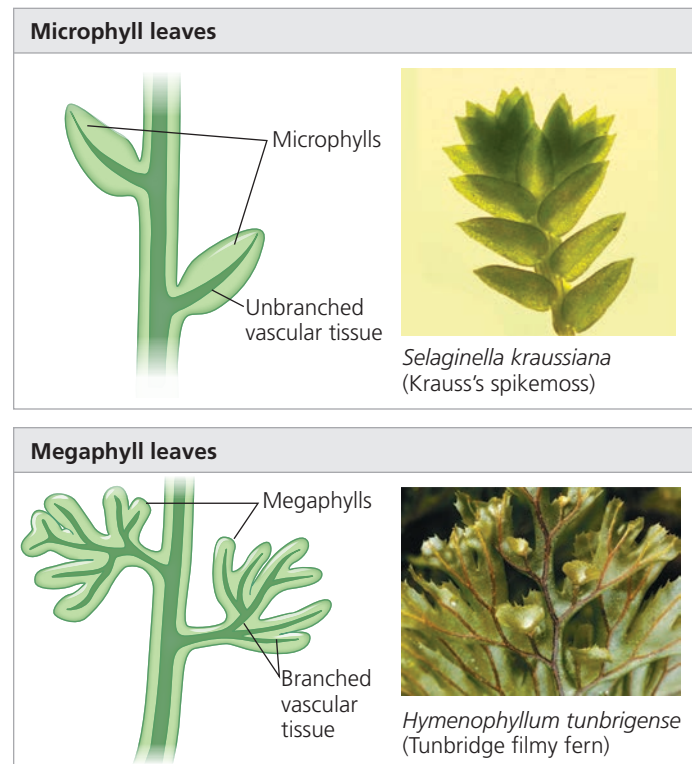 Microphyll leaves
Microphylls
Unbranched
vascular tissue
Selaginella kraussiana
(Krauss’s spikemoss)
Megaphyll leaves
Megaphylls
Branched
vascular
tissue
Hymenophyllum tunbrigense
(Tunbridge filmy fern)